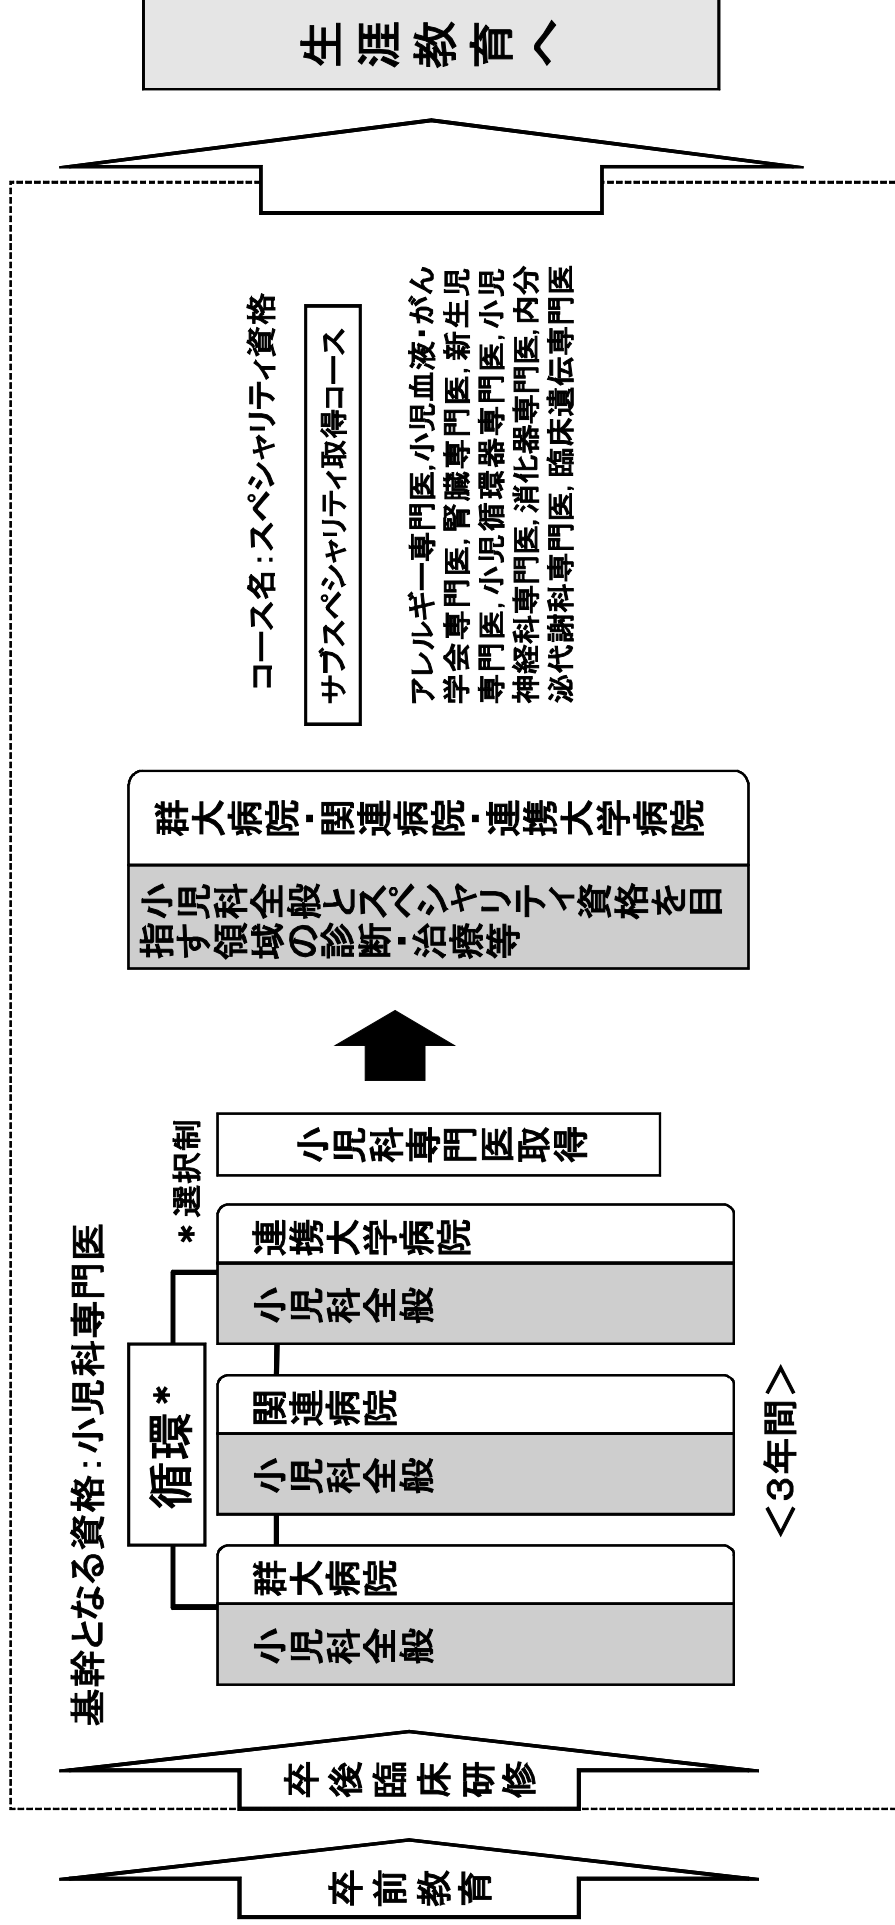 卒前教育
卒後臨床研修
基幹となる資格：小児科専門医
循環*
*選択制
群大病院
小児科全般
関連病院
小児科全般
連携大学病院
小児科全般
＜3年間＞
小児科専門医取得
群大病院・関連病院・連携大学病院
小児科全般とスペシャリティ資格を目
指す領域の診断・治療等
コース名：スペシャリティ資格
サブスペシャリティ取得コース
アレルギー専門医,小児血液・がん
学会専門医,腎臓専門医,新生児
専門医,小児循環器専門医,小児
神経科専門医,消化器専門医,内分
泌代謝科専門医,臨床遺伝専門医
生涯教育へ